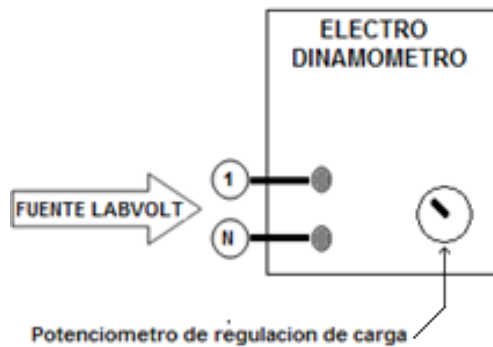 ELECTRO
DINAMOMETRO
1
FUENTE LABVOLT
N
Potenciometro de regulacion de carga